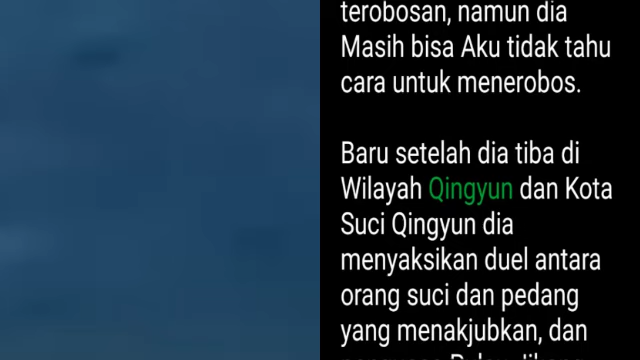 terobosan, namun dia
Masih bisa Aku tidak tahu
cara untuk menerobos.
Baru setelah dia tiba di
Wilayah Qingyun dan Kota
Suci Qingyun dia
menyaksikan duel antara
orang suci dan pedang
yang menakjubkan, dan